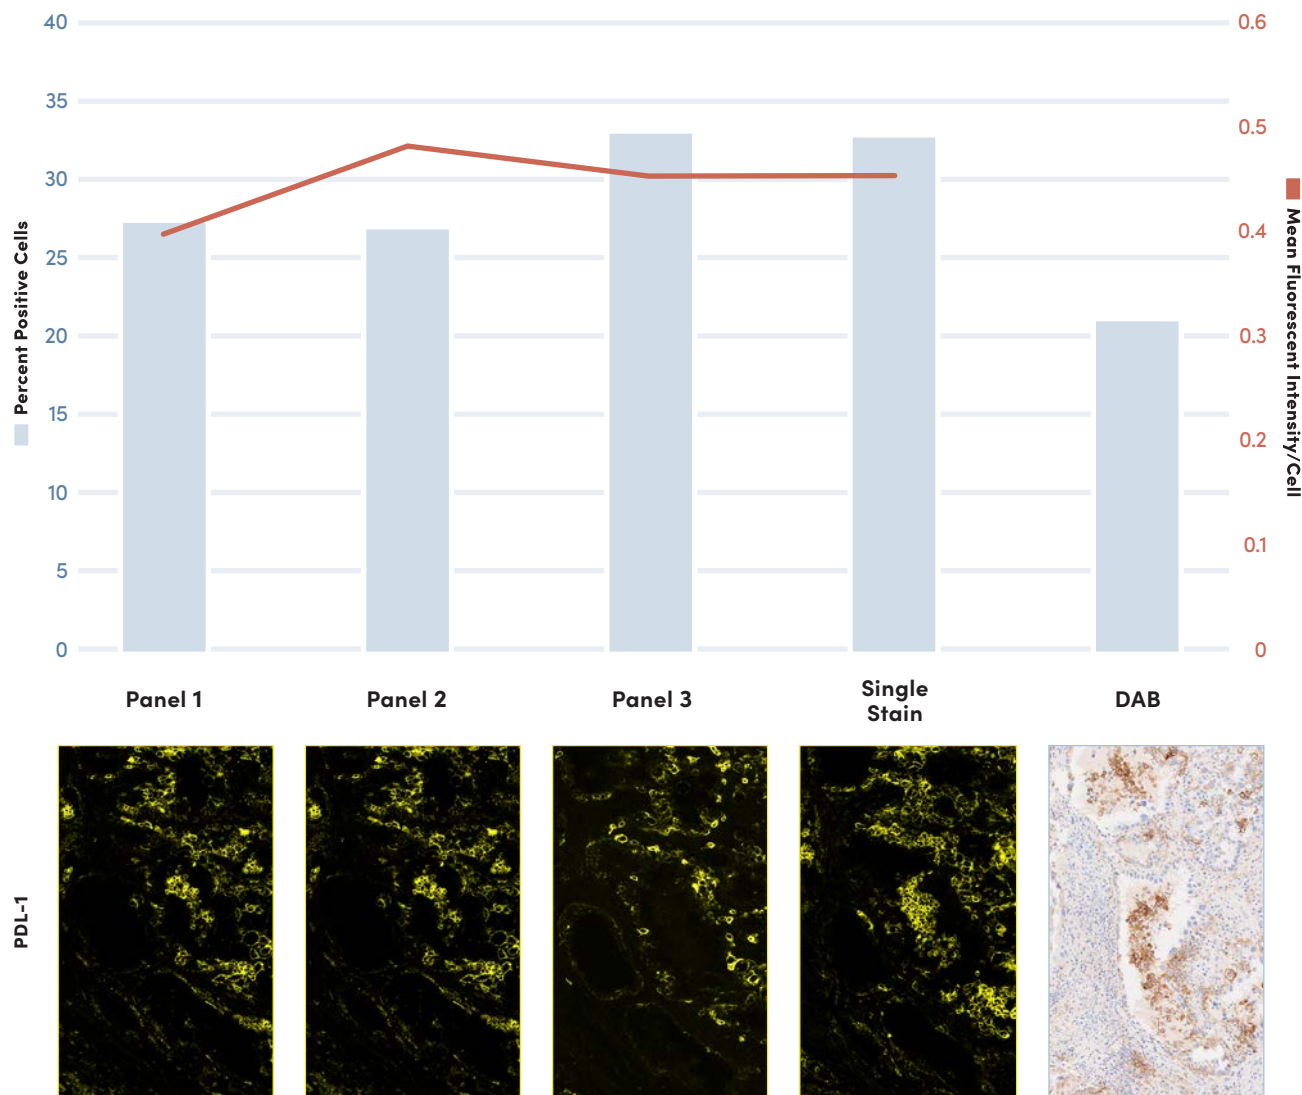 40
35
30
25
20
15
10
5
0
Percent Positive Cells
0.6
0.5
0.4
0.3
0.2
0.1
0
Mean Fluorescent Intensity/Cell
Panel 1
Panel 2
Panel 3
Single
Stain
DAB
PDL-1